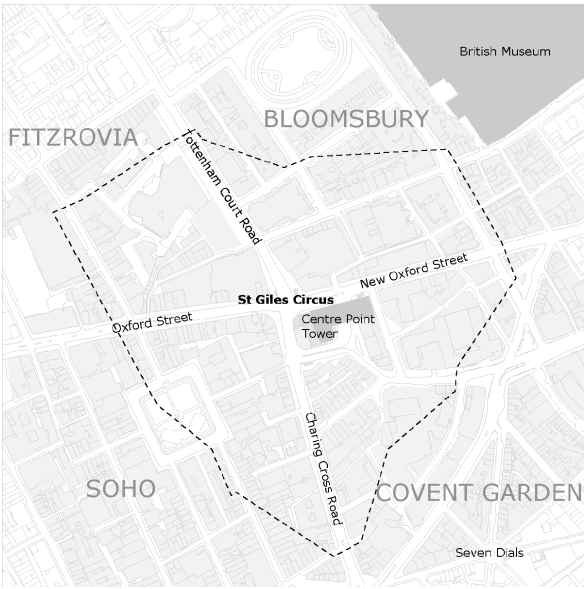 British Museum
BLOOMSBURY
FITZROVIA
Tottenham Court Road
New Oxford Street
St Giles Circus
Centre Point
Tower
Oxford Street
Charing Cross Road
SOHO
COVENT GARDEN
Seven Dials